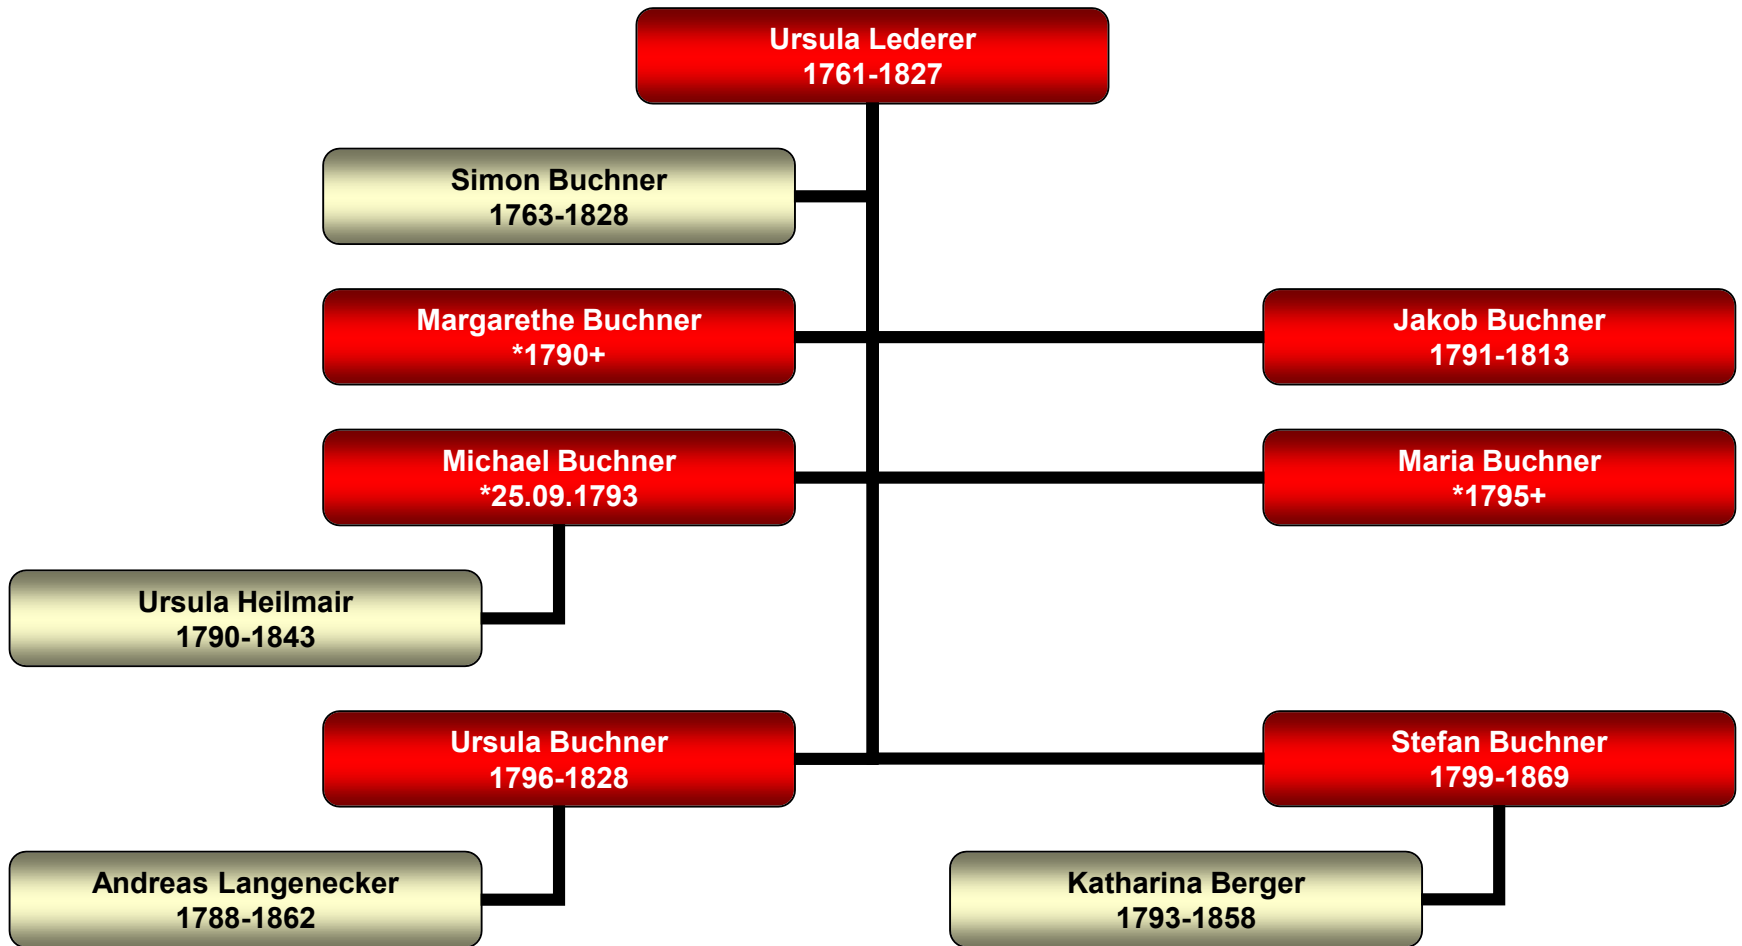 Ursula Lederer
1761-1827
Simon Buchner
1763-1828
Margarethe Buchner
*1790+
Jakob Buchner
1791-1813
Michael Buchner
*25.09.1793
Maria Buchner
*1795+
Ursula Heilmair
1790-1843
Ursula Buchner
1796-1828
Stefan Buchner
1799-1869
Andreas Langenecker
1788-1862
Katharina Berger
1793-1858